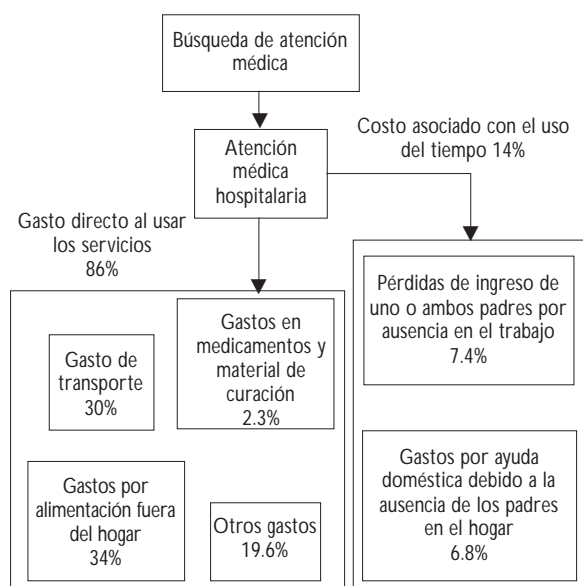 Búsqueda de atención
médica
Costo asociado con el uso
del tiempo 14%
Atención
médica
hospitalaria
Gasto directo al usar
los servicios
86%
Gasto de
transporte
30%
Gastos en
medicamentos y
material de
curación
2.3%
Gastos por
alimentación fuera
del hogar
34%
Otros gastos
19.6%
Pérdidas de ingreso de
uno o ambos padres por
ausencia en el trabajo
7.4%
Gastos por ayuda
doméstica debido a la
ausencia de los padres
en el hogar
6.8%